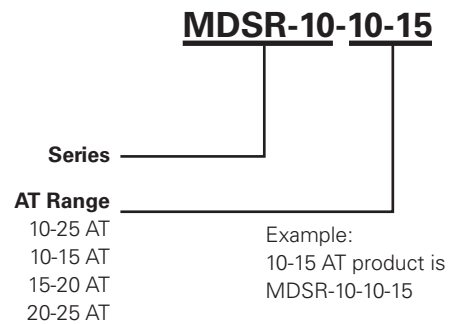 MDSR-10-10-15
Series
AT Range
10-25 AT
10-15 AT
15-20 AT
20-25 AT
Example:
10-15 AT product is
MDSR-10-10-15